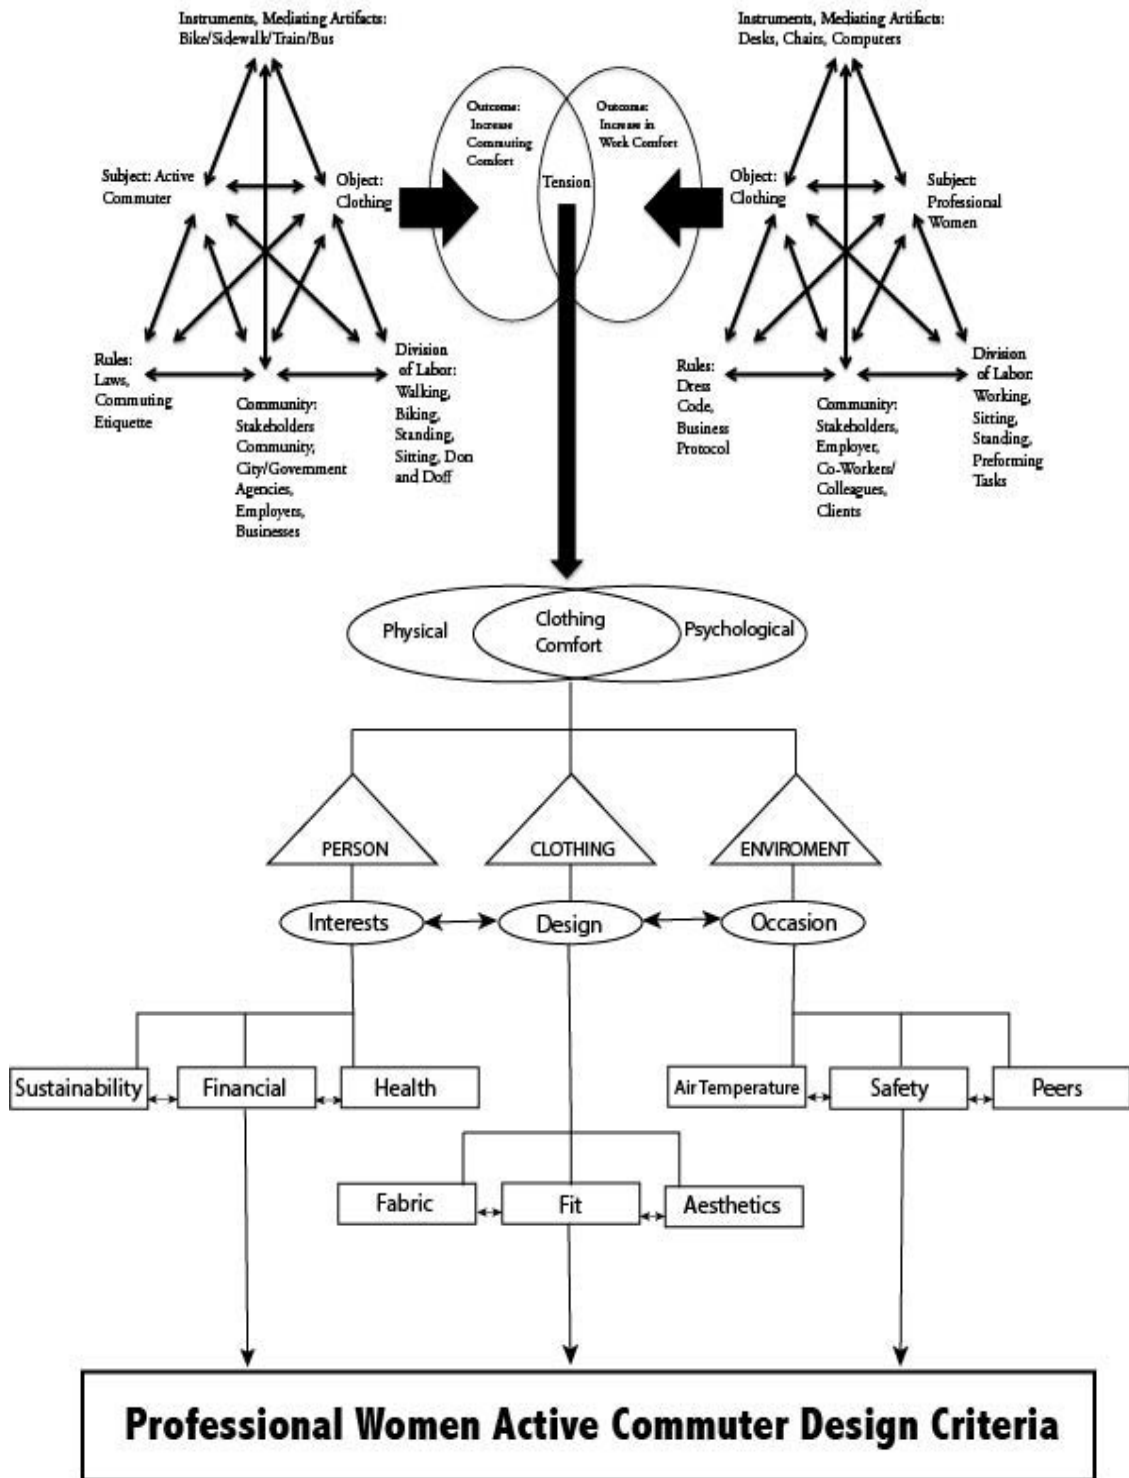 Instruments, Mediating Artifacts:
Bike/Sidewalk/Train/Bus
Instruments, Mediating Artifacts:
Desks, Chairs, Computers
Outcome:
Increase
Commuting
Comfort
Outcome:
Increase in
Work Comfort
Tension
Subject: Active
Commuter
Object:
Clothing
Object:
Clothing
Subject:
Professional
Women
Rules:
Laws,
Commuting
Etiquette
Community:
Stakeholders
Community,
City/Government
Agencies,
Employers,
Businesses
Division
of Labor:
Walking,
Biking,
Standing,
Sitting, Don
and Doff
Rules:
Dress
Code,
Business
Protocol
Community:
Stakeholders,
Employer,
Co-Workers/
Colleagues,
Clients
Division
of Labor:
Working,
Sitting,
Standing,
Preforming
Tasks
Physical
Clothing
Comfort
Psychological
PERSON
CLOTHING
ENVIROMENT
Interests
Design
Occasion
Sustainability
Financial
Health
Air Temperature
Safety
Peers
Fabric
Fit
Aesthetics
Professional Women Active Commuter Design Criteria